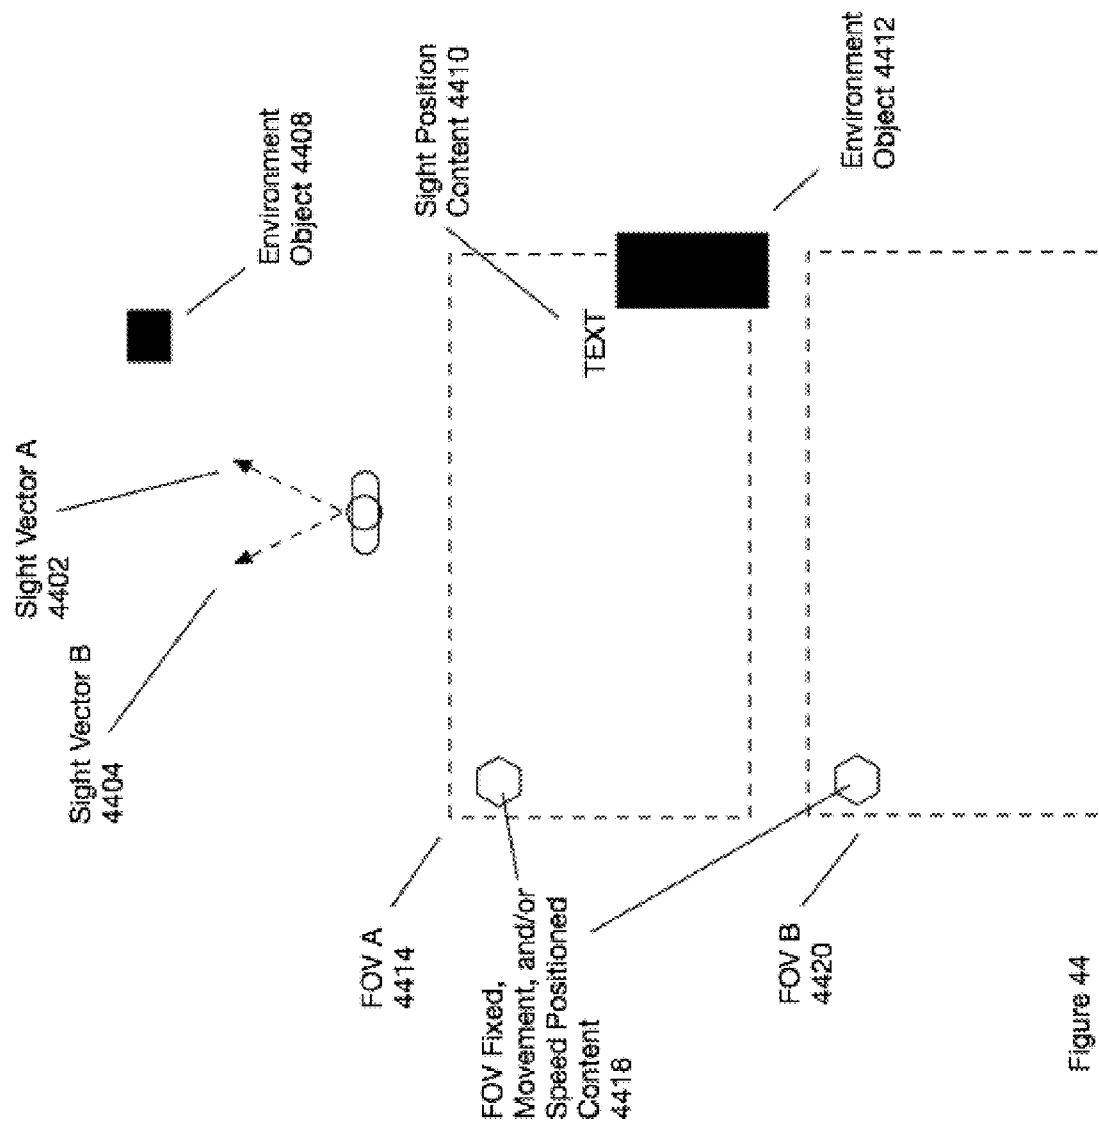 Sight Vector A
4402
Sight Vector B
4404
Environment
Object 4408
Sight Position
Content 4410
FOV A
4414
TEXT
Environment
Object 4412
FOV Fixed,
Movement, and/or
Speed Positioned
Content
4418
FOV B
4420
Figure 44